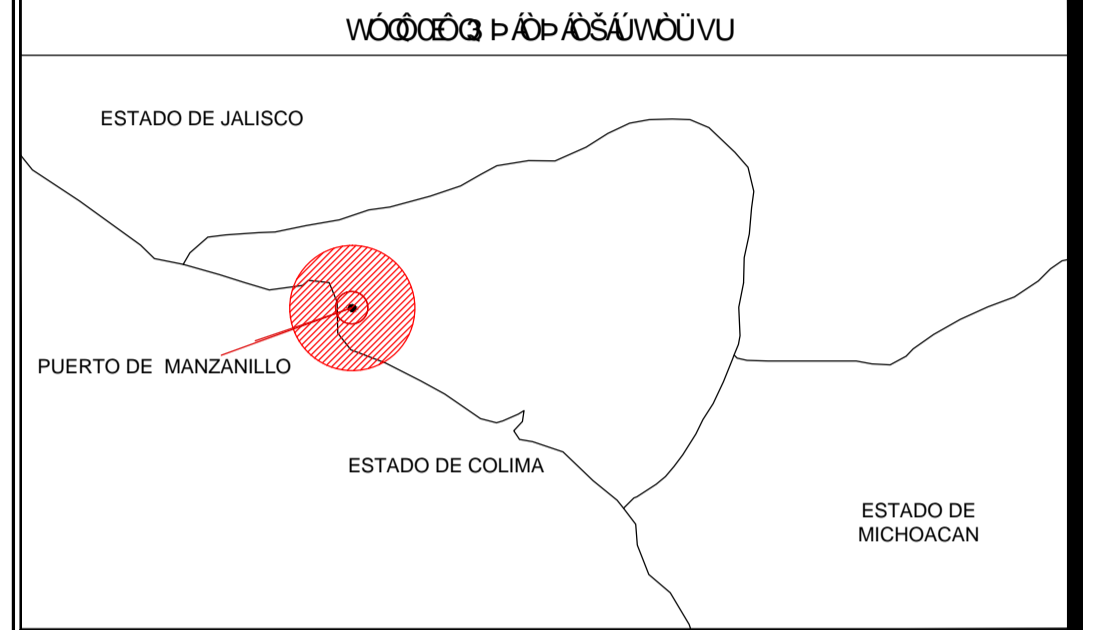 ESTADO DE JALISCO
PUERTO DE MANZANILLO
ESTADO DE COLIMA
ESTADO DE
MICHOACAN